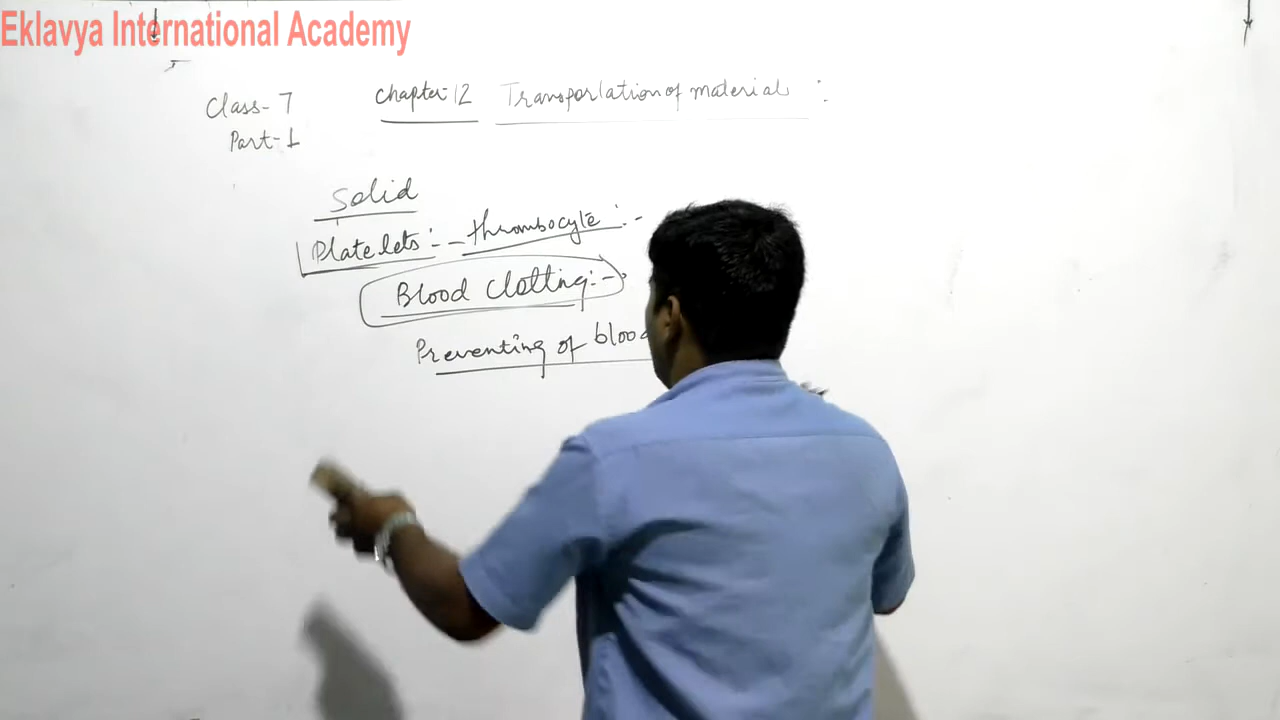 Eklavya International Academy
Class-7 Chapter-12 Transportation of materials :
Part-1
Solid
Platelets:- thrombocyte :-
Blood Clotting:-
Preventing of blood